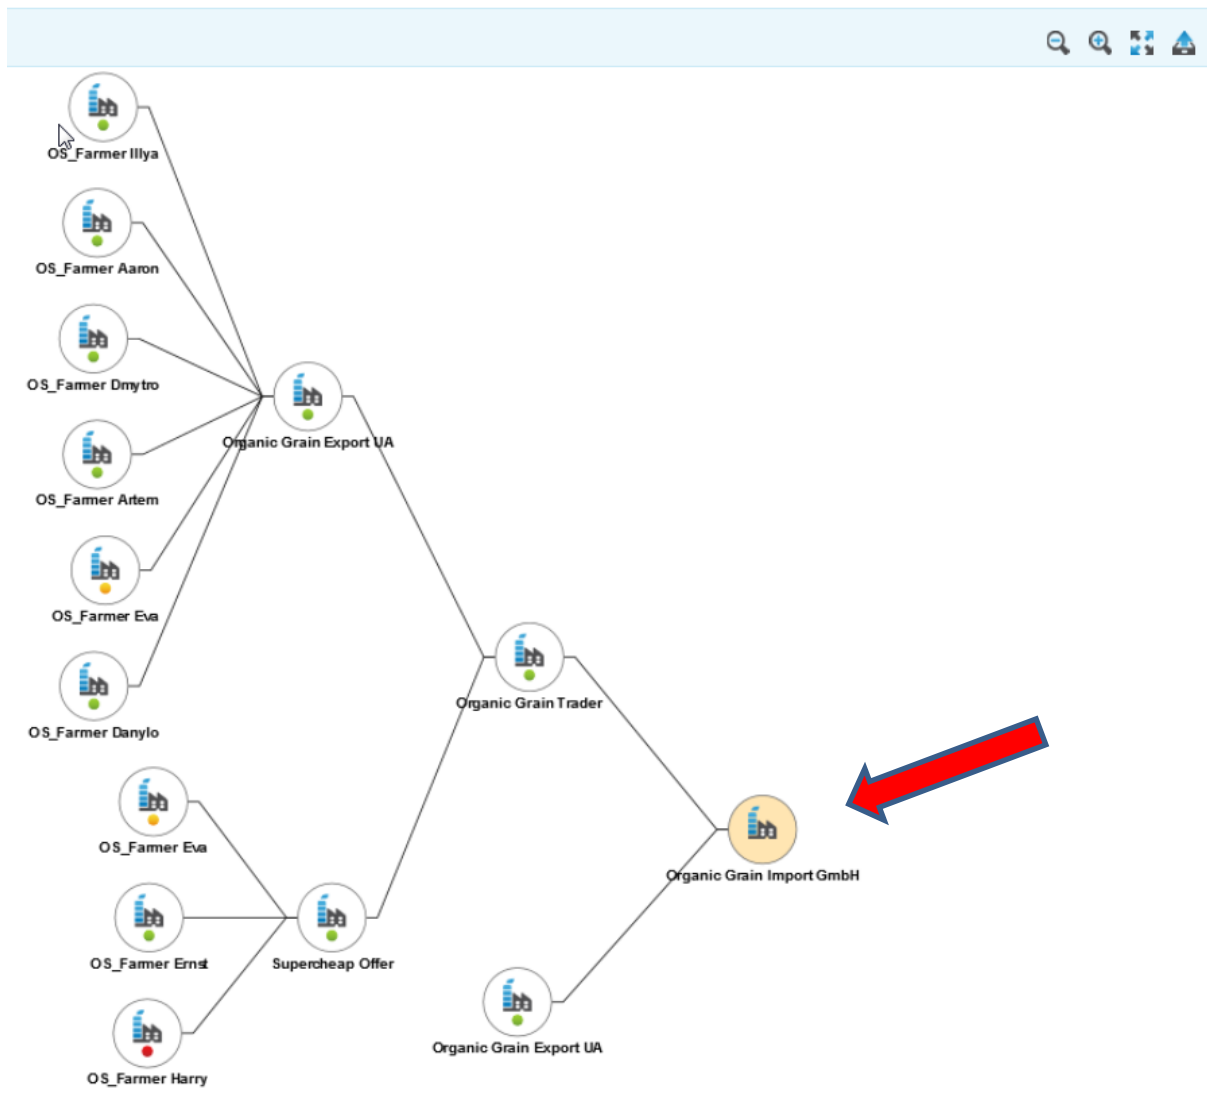 OS_Farmer Illya
OS_Farmer Aaron
OS_Farmer Dmytro
Organic Grain Export UA
OS_Farmer Artem
OS_Farmer Eva
Organic Grain Trader
OS_Farmer Danylo
OS_Farmer Eva
Organic Grain Import GmbH
OS_Farmer Ernst
Supercheap Offer
Organic Grain Export UA
OS_Farmer Harry